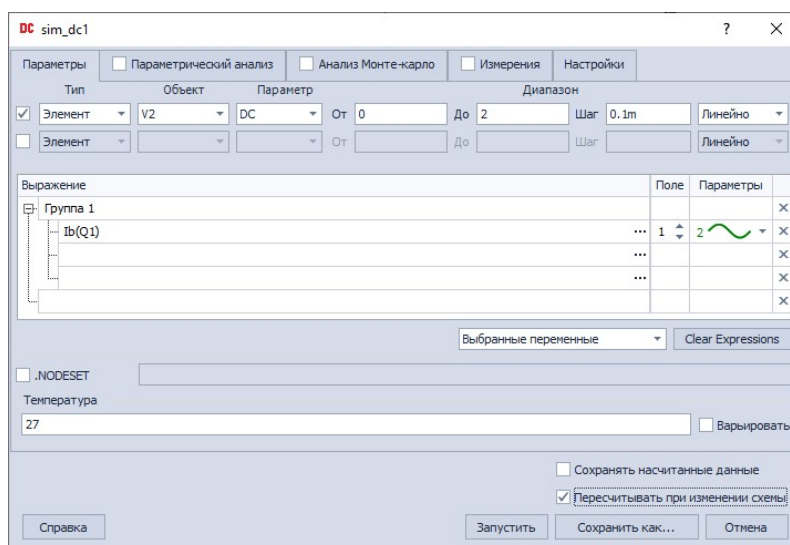 DC sim_dc1 ? ×
Параметры Параметрический анализ Анализ Монте-карло Измерения Настройки
Тип Объект Параметр Диапазон
Элемент V2 DC От 0 До 2 Шаг 0.1m Линейно
Элемент От До Шаг Линейно
Выражение Поле Параметры
Группа 1
Ib(Q1) ... 1 2
...
...
Выбранные переменные Clear Expressions
.NODESET
Температура
27 Варьировать
Сохранять насчитанные данные
Пересчитывать при изменении схемы
Справка Запустить Сохранить как... Отмена